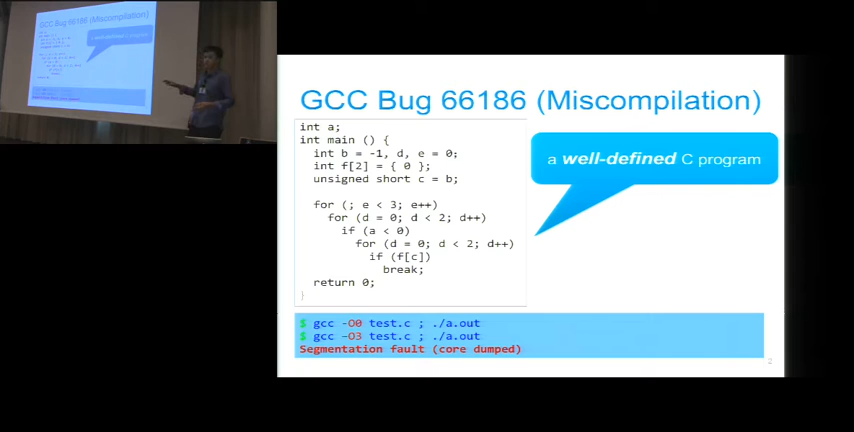 GCC Bug 66186 (Miscompilation)
int a;
int main () {
int b = -1, d, e = 0;
int f[2] = { 0 };
unsigned short c = b;
for (; e < 3; e++)
for (d = 0; d < 2; d++)
if (a < 0)
for (d = 0; d < 2; d++)
if (f[c])
break;
return 0;
}
a well-defined C program
$ gcc -O0 test.c ; ./a.out
$ gcc -O3 test.c ; ./a.out
Segmentation fault (core dumped)
2
GCC Bug 66186 (Miscompilation)